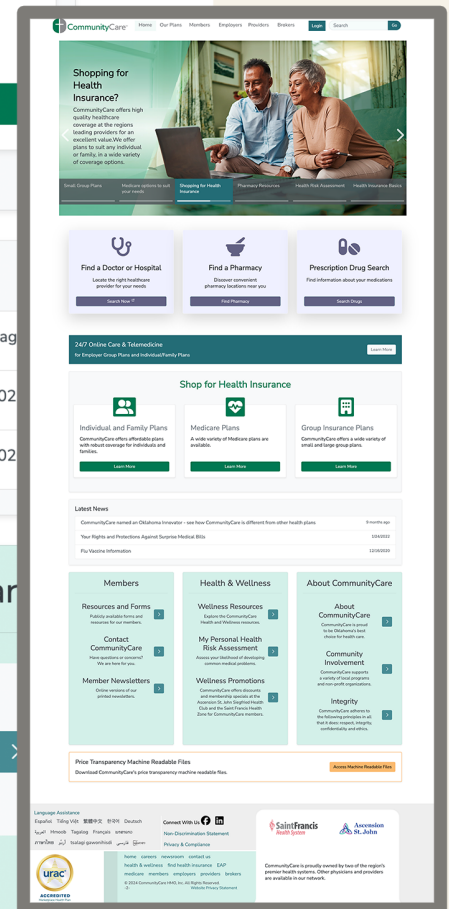 CommunityCare
Home Our Plans Members Employers Providers Brokers Login Search Go
Shopping for
Health
Insurance?
CommunityCare offers high
quality healthcare
coverage at the regions
leading providers for an
excellent value.We offer
plans to suit any individual
or family, in a wide variety
of coverage options.
Small Group Plans
Medicare options to suit
your needs
Shopping for Health
Insurance
Pharmacy Resources
Health Risk Assessment
Health Insurance Basics
Find a Doctor or Hospital
Locate the right healthcare
provider for your needs
Search Now
Find a Pharmacy
Discover convenient
pharmacy locations near you
Find Pharmacy
Prescription Drug Search
Find information about your medications
Search Drugs
24/7 Online Care & Telemedicine
for Employer Group Plans and Individual/Family Plans
Learn More
Shop for Health Insurance
Individual and Family Plans
CommunityCare offers affordable plans
with robust coverage for individuals and
families.
Learn More
Medicare Plans
A wide variety of Medicare plans are
available.
Learn More
Group Insurance Plans
CommunityCare offers a wide variety of
small and large group plans.
Learn More
Latest News
CommunityCare named an Oklahoma Innovator - see how CommunityCare is different from other health plans
8 months ago
Your Rights and Protections Against Surprise Medical Bills
Flu Vaccine Information
Members
Resources and Forms
Publicly available forms and
resources for our members.
Contact
CommunityCare
Have questions or concerns?
We are here for you.
Member Newsletters
Online versions of our
printed newsletters.
Health & Wellness
Wellness Resources
Explore the CommunityCare
Health and Wellness resources.
My Personal Health
Risk Assessment
Assess your likelihood of developing
common medical problems.
Wellness Promotions
CommunityCare offers discounts
and membership specials at the
Ascension St. John Siegfried Health
Club and the Saint Francis Health
Zone for CommunityCare members.
About CommunityCare
About
CommunityCare
CommunityCare is proud
to be Oklahoma's best
choice for health care.
Community
Involvement
CommunityCare supports
a variety of local programs
and non-profit organizations.
Integrity
CommunityCare adheres to
the following principles in all
that it does: respect, integrity,
confidentiality and ethics.
Price Transparency Machine Readable Files
Download CommunityCare's price transparency machine readable files.
Access Machine Readable Files
Language Assistance
Español Tiếng Việt 繁體中文 한국어 Deutsch
العربية Hmoob Tagalog Français
ภาษาไทย اردو tsalagi gawonihisdi فارسی
Connect With Us
Non-Discrimination Statement
Privacy & Compliance
SaintFrancis
Health System
Ascension
St. John
urac
ACCREDITED
home careers newsroom contact us
health & wellness find health insurance EAP
medicare members employers providers brokers
© 2024 CommunityCare HMO, Inc. All Rights Reserved.
Website Privacy Statement
CommunityCare is proudly owned by two of the region's
premier health systems. Other physicians and providers
are available in our network.